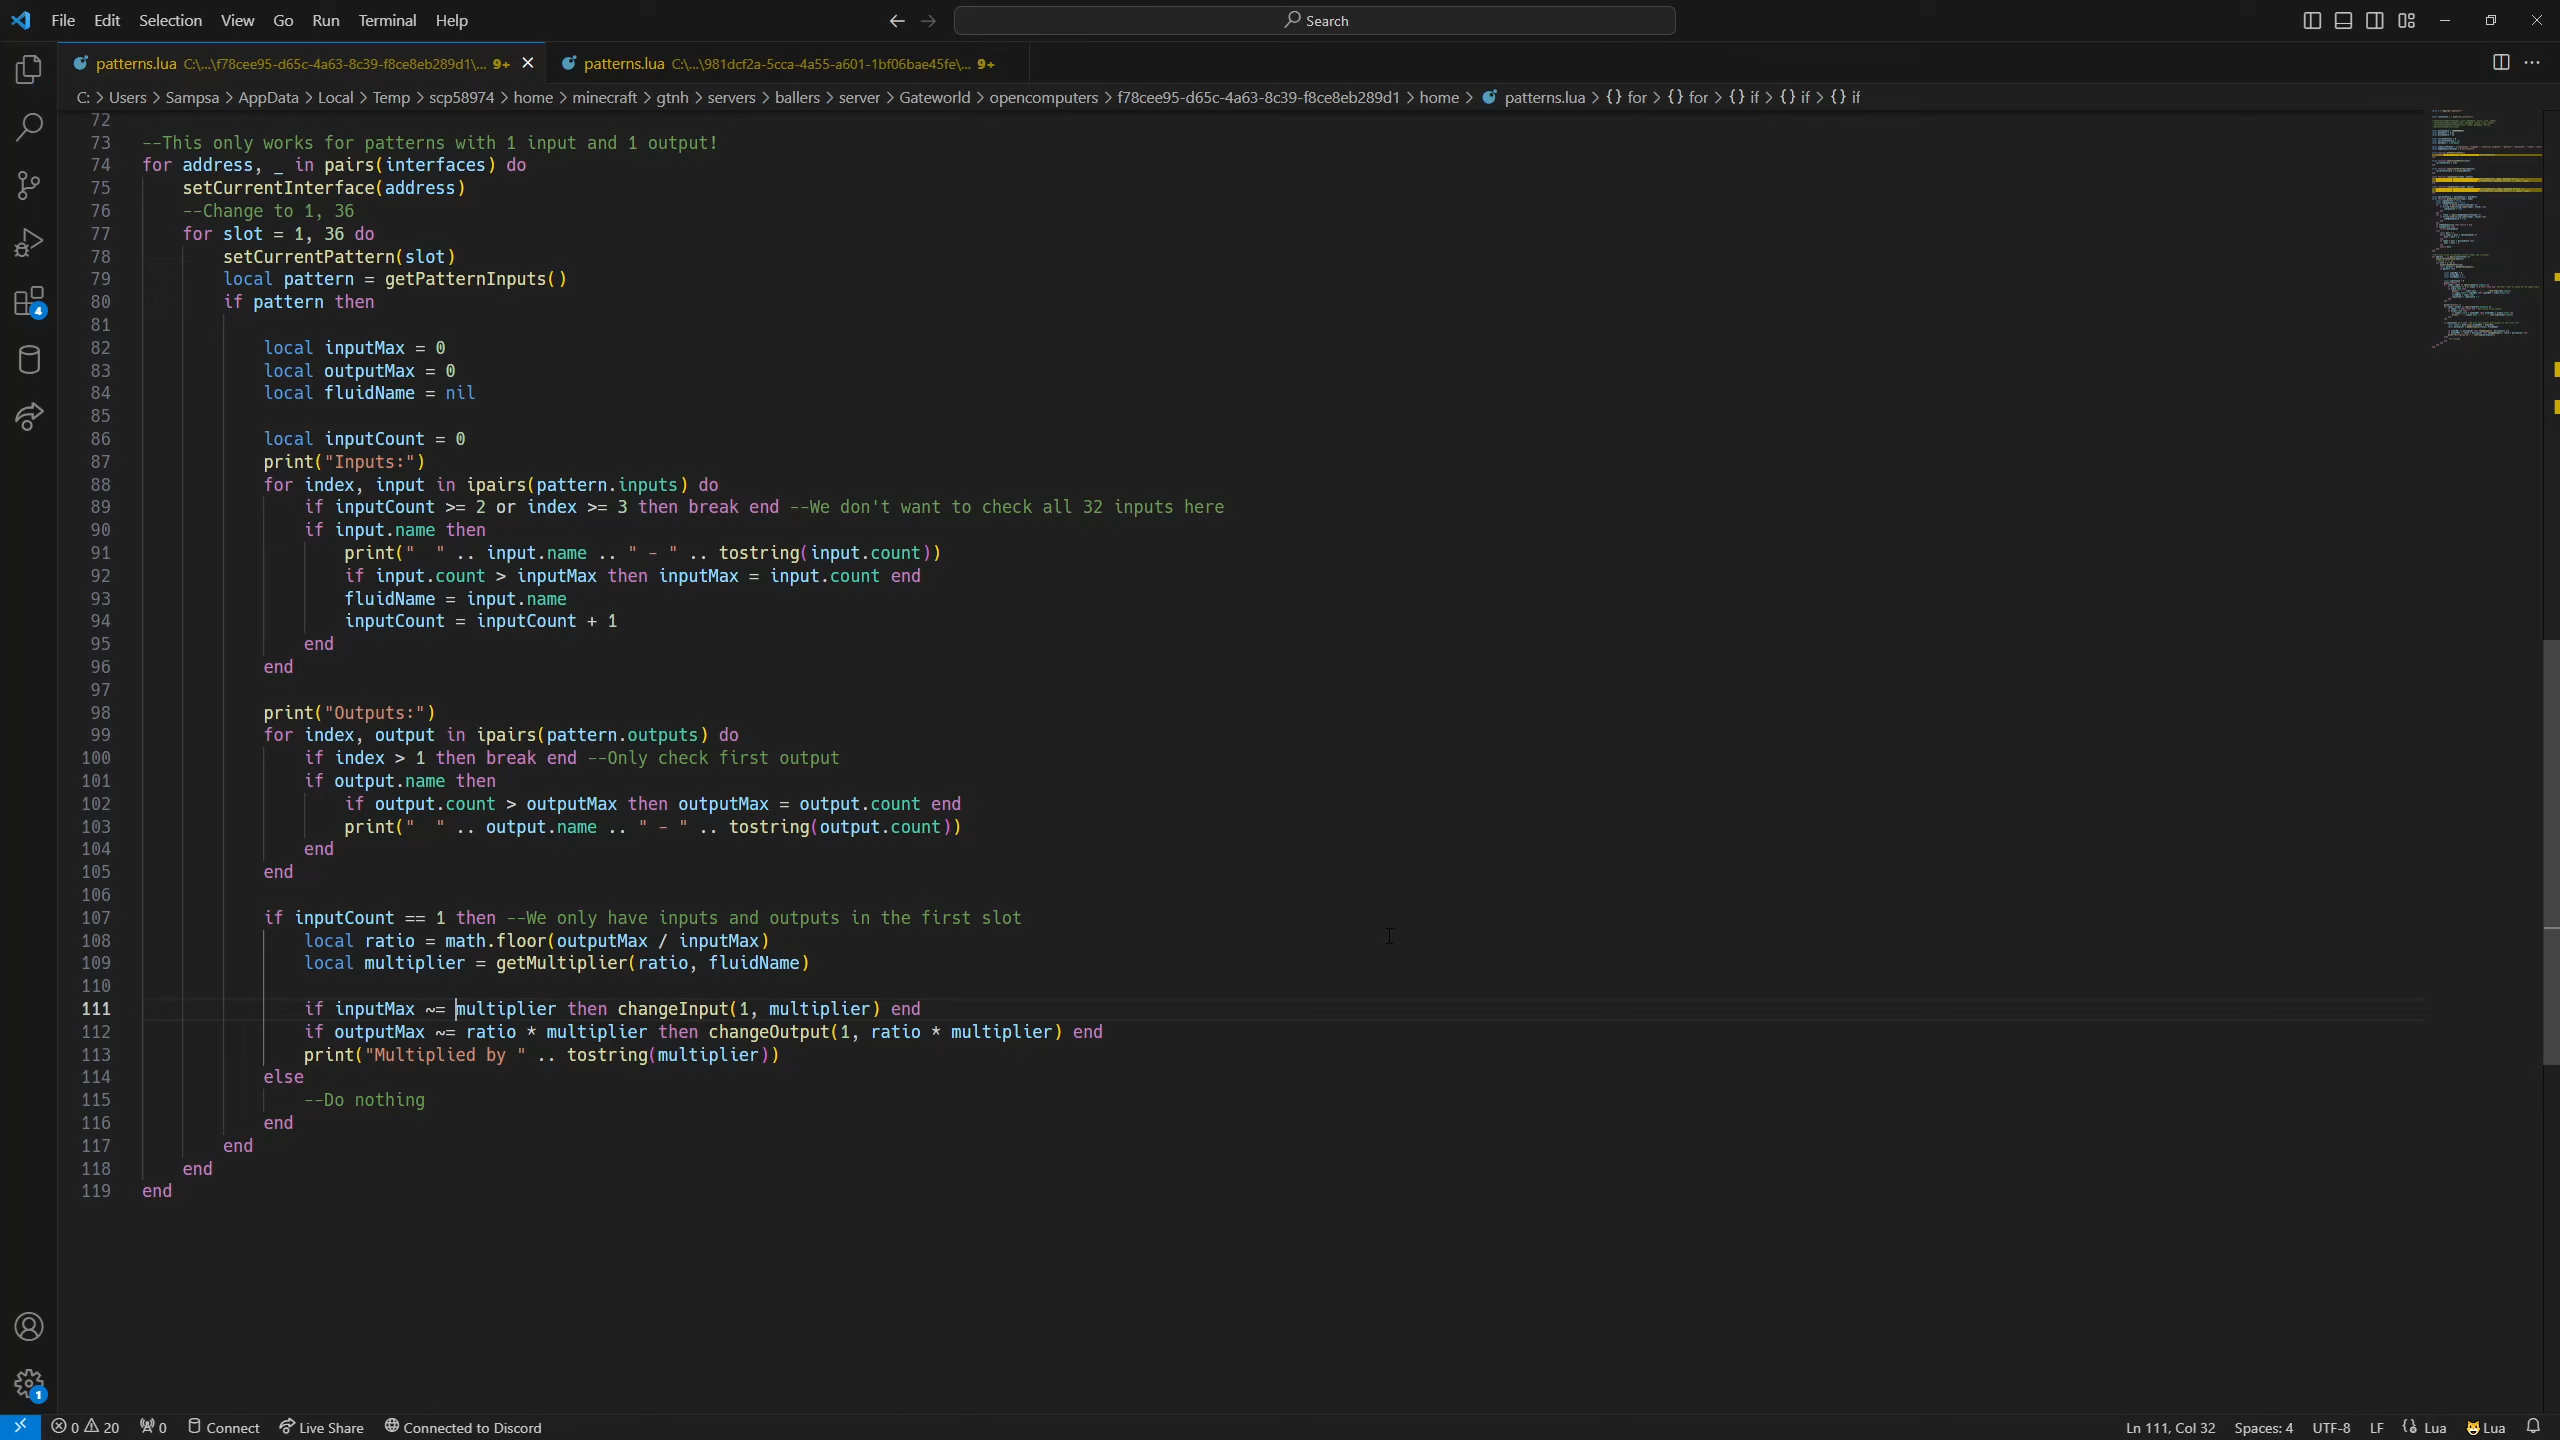 File Edit Selection View Go Run Terminal Help
Search
patterns.lua C:\...\f78cee95-d65c-4a63-8c39-f8ce8eb289d1\... 9+
patterns.lua C:\...\981dcf2a-5cca-4a55-a601-1bf06bae45fe\... 9+
C: > Users > Sampsa > AppData > Local > Temp > scp58974 > home > minecraft > gtnh > servers > ballers > server > Gateworld > opencomputers > f78cee95-d65c-4a63-8c39-f8ce8eb289d1 > home > patterns.lua > {} for > {} for > {} if > {} if > {} if
72
73 --This only works for patterns with 1 input and 1 output!
74 for address, _ in pairs(interfaces) do
75 setCurrentInterface(address)
76 --Change to 1, 36
77 for slot = 1, 36 do
78 setCurrentPattern(slot)
79 local pattern = getPatternInputs()
80 if pattern then
81
82 local inputMax = 0
83 local outputMax = 0
84 local fluidName = nil
85
86 local inputCount = 0
87 print("Inputs:")
88 for index, input in ipairs(pattern.inputs) do
89 if inputCount >= 2 or index >= 3 then break end --We don't want to check all 32 inputs here
90 if input.name then
91 print("  " .. input.name .. " - " .. tostring(input.count))
92 if input.count > inputMax then inputMax = input.count end
93 fluidName = input.name
94 inputCount = inputCount + 1
95 end
96 end
97
98 print("Outputs:")
99 for index, output in ipairs(pattern.outputs) do
100 if index > 1 then break end --Only check first output
101 if output.name then
102 if output.count > outputMax then outputMax = output.count end
103 print("  " .. output.name .. " - " .. tostring(output.count))
104 end
105 end
106
107 if inputCount == 1 then --We only have inputs and outputs in the first slot
108 local ratio = math.floor(outputMax / inputMax)
109 local multiplier = getMultiplier(ratio, fluidName)
110
111 if inputMax ~= multiplier then changeInput(1, multiplier) end
112 if outputMax ~= ratio * multiplier then changeOutput(1, ratio * multiplier) end
113 print("Multiplied by " .. tostring(multiplier))
114 else
115 --Do nothing
116 end
117 end
118 end
119 end
4
1
0 20 0 Connect Live Share Connected to Discord Ln 111, Col 32 Spaces: 4 UTF-8 LF Lua Lua